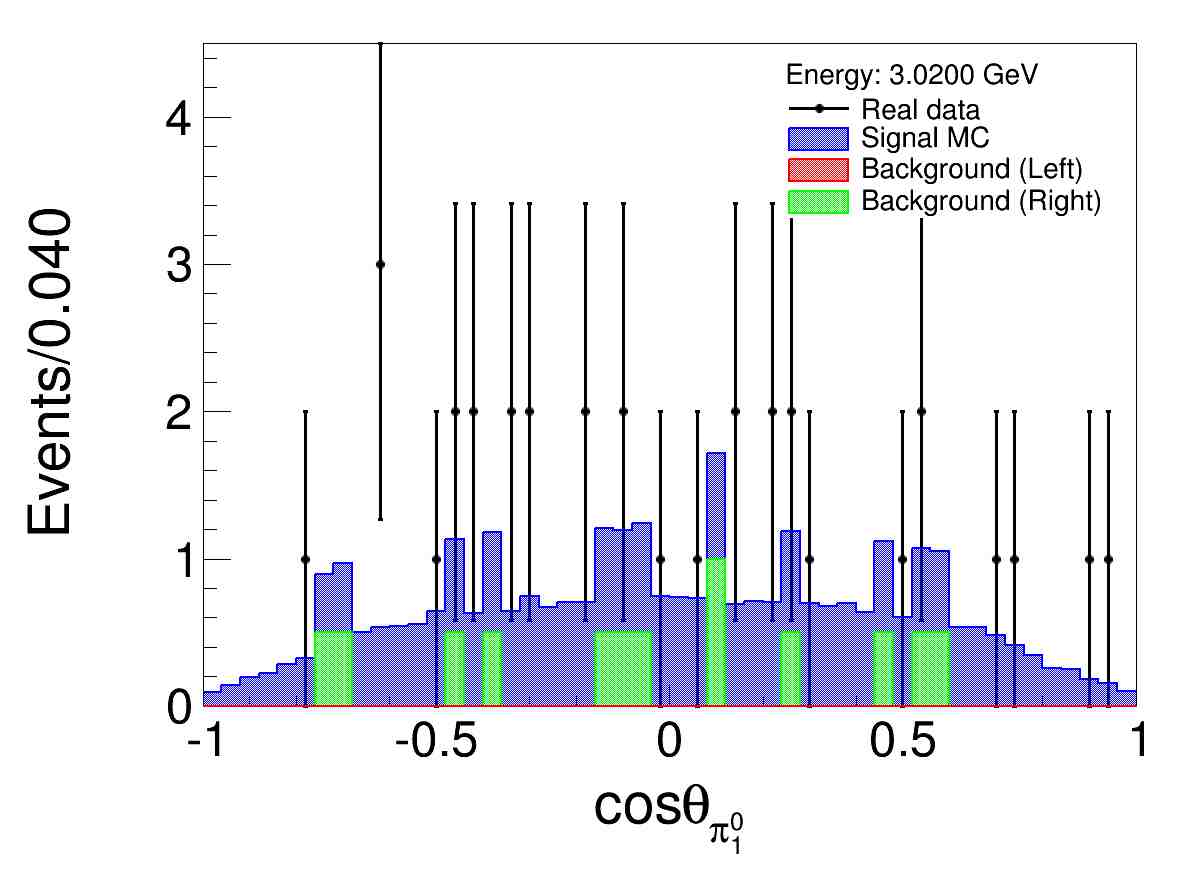 Energy: 3.0200 GeV
Real data
Signal MC
Background (Left)
Background (Right)
Events/0.040
4
3
2
1
0
-1
-0.5
0
0.5
1
cosθπ⁰₁